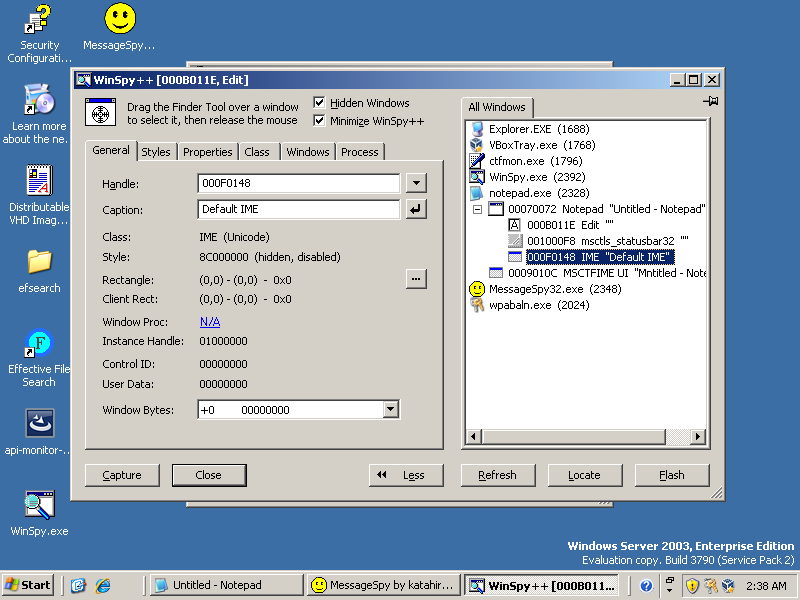 Security
Configurati...
MessageSpy...
Learn more
about the ne..
Distributable
VHD Imag...
efsearch
Effective File
Search
api-monitor-..
WinSpy.exe
WinSpy++ [000B011E, Edit]
Drag the Finder Tool over a window
to select it, then release the mouse
Hidden Windows
Minimize WinSpy++
General
Styles
Properties
Class
Windows
Process
Handle:
000F0148
Caption:
Default IME
Class:
IME (Unicode)
Style:
8C000000 (hidden, disabled)
Rectangle:
(0,0) - (0,0) - 0x0
...
Client Rect:
(0,0) - (0,0) - 0x0
Window Proc:
N/A
Instance Handle:
01000000
Control ID:
00000000
User Data:
00000000
Window Bytes:
+0 00000000
Capture
Close
Less
All Windows
Explorer.EXE (1688)
VBoxTray.exe (1768)
ctfmon.exe (1796)
WinSpy.exe (2392)
notepad.exe (2328)
00070072 Notepad "Untitled - Notepad"
000B011E Edit ""
001000F8 msctls_statusbar32 ""
000F0148 IME "Default IME"
0009010C MSCTFIME UI "Mntitled - Note
MessageSpy32.exe (2348)
wpabaln.exe (2024)
Refresh
Locate
Flash
Windows Server 2003, Enterprise Edition
Evaluation copy. Build 3790 (Service Pack 2)
Start
Untitled - Notepad
MessageSpy by katahir...
WinSpy++ [000B011...
2:38 AM